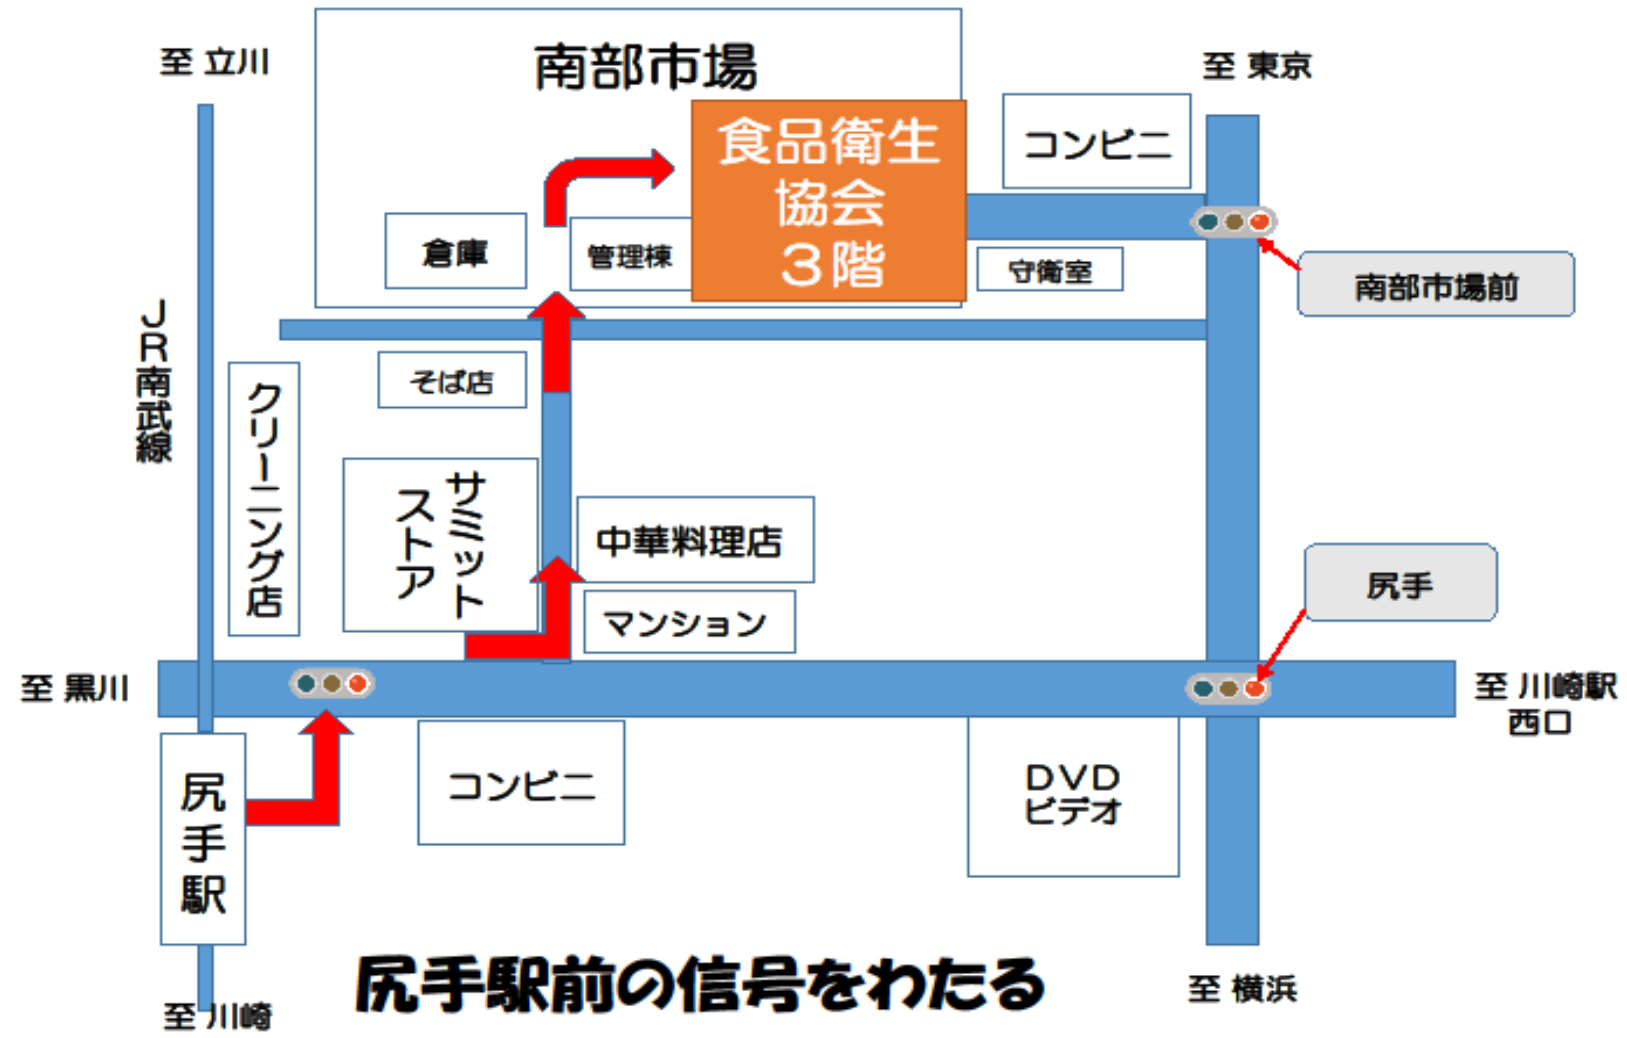 至 立川
南部市場
至 東京
食品衛生
協会
３階
コンビニ
倉庫
管理棟
守衛室
南部市場前
ＪＲ南武線
そば店
クリーニング店
サミット
ストア
中華料理店
マンション
尻手
至 黒川
至 川崎駅
西口
尻手駅
コンビニ
ＤＶＤ
ビデオ
至 川崎
尻手駅前の信号をわたる
至 横浜